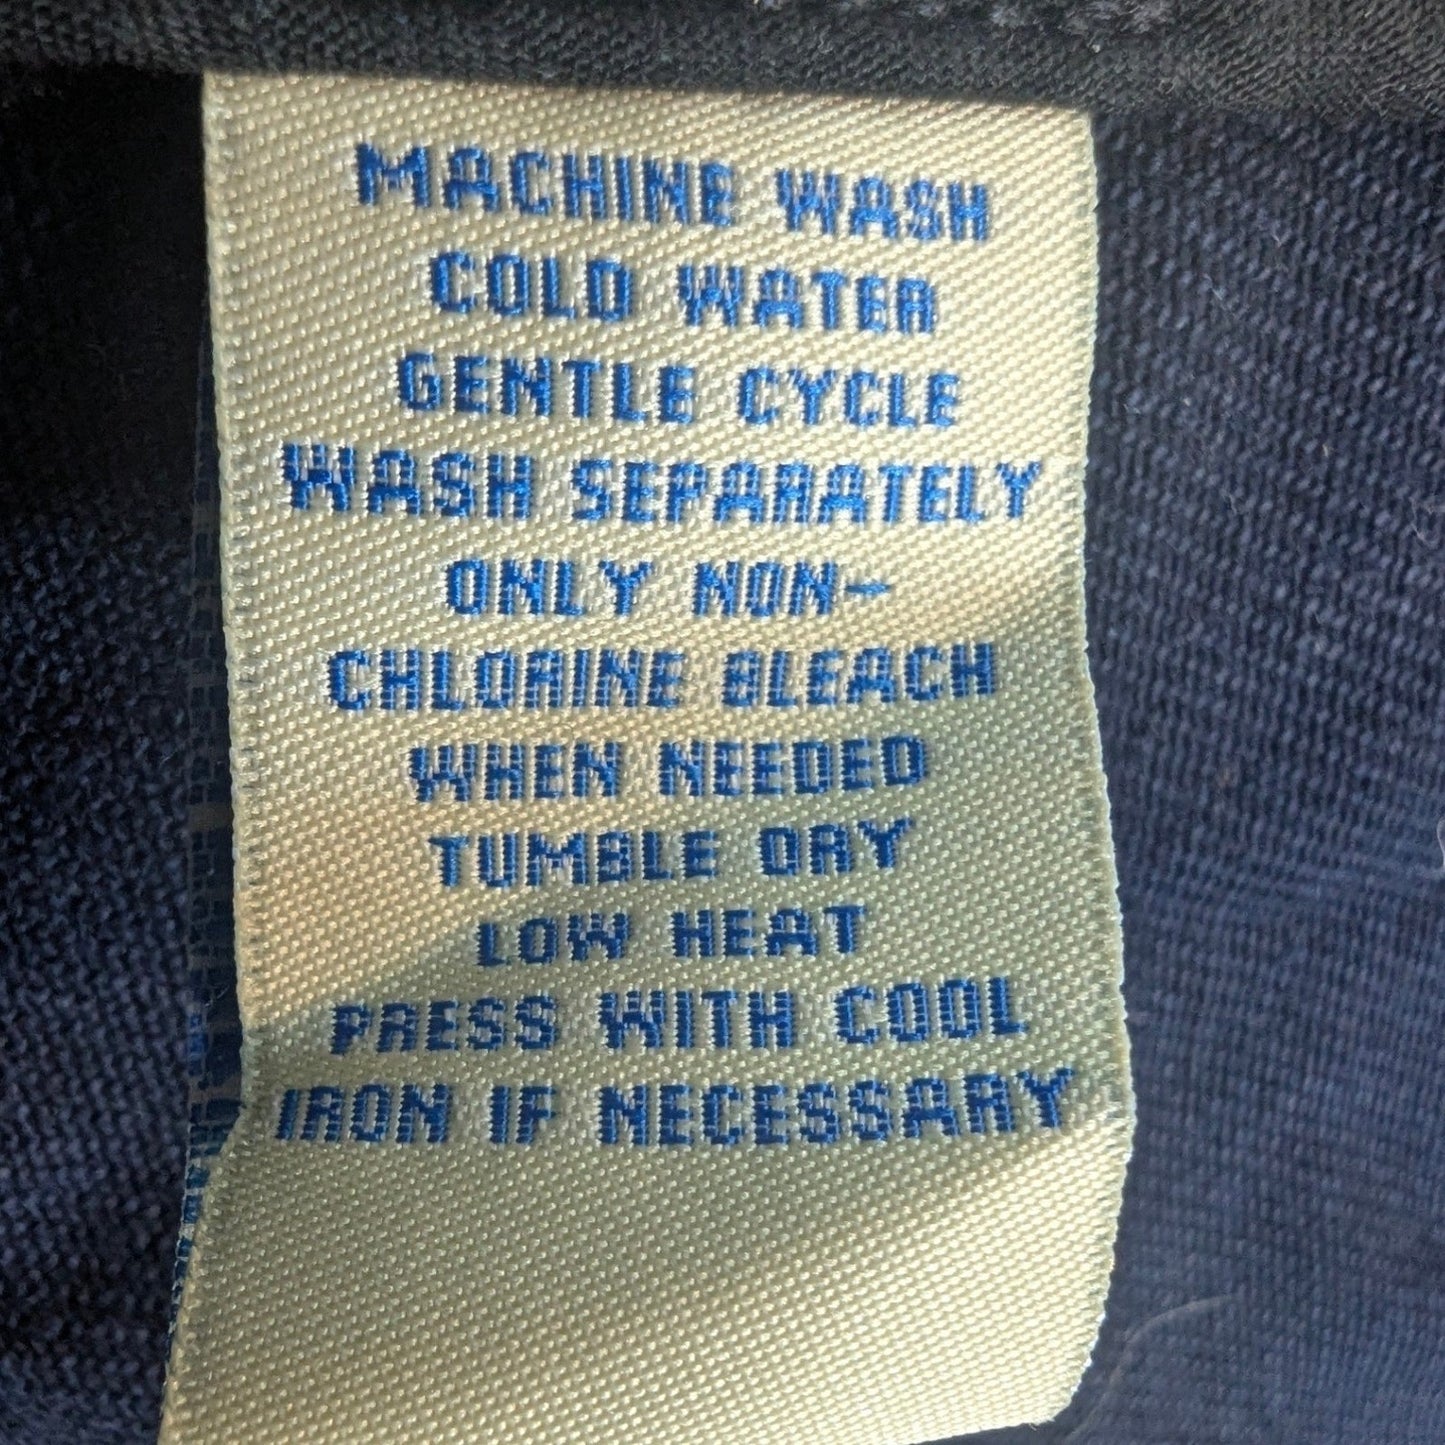 MACHINE WASH
COLD WATER
GENTLE CYCLE
WASH SEPARATELY
ONLY NON-
CHLORINE BLEACH
WHEN NEEDED
TUMBLE DRY
LOW HEAT
PRESS WITH COOL
IRON IF NECESSARY